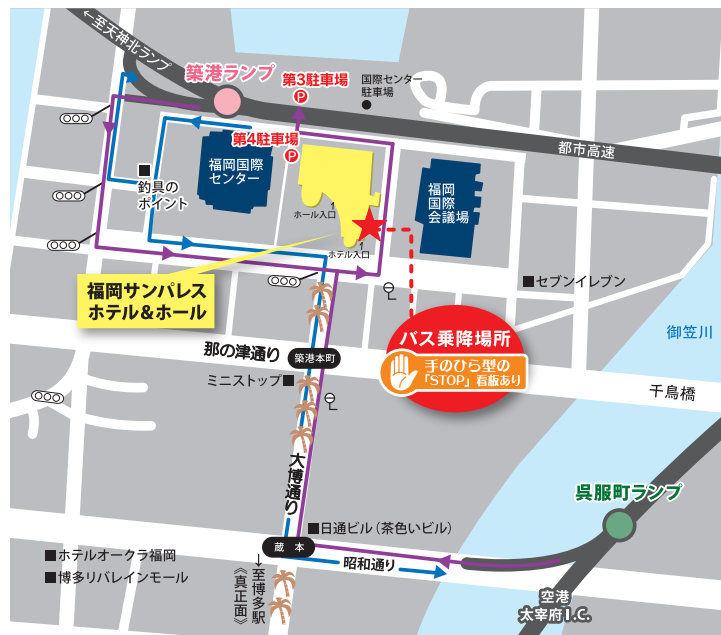 ←至天神北ランプ
築港ランプ
第3駐車場
P
国際センター
駐車場
都市高速
第4駐車場
P
福岡国際
センター
釣具の
ポイント
ホール入口
ホテル入口
福岡
国際
会議場
セブンイレブン
福岡サンパレス
ホテル&ホール
バス乗降場所
手のひら型の
「STOP」看板あり
御笠川
那の津通り
築港本町
千鳥橋
ミニストップ
大博通り
呉服町ランプ
日通ビル(茶色いビル)
蔵本
昭和通り
ホテルオークラ福岡
博多リバレインモール
←至博多駅
《真正面》
空港
太宰府I.C.